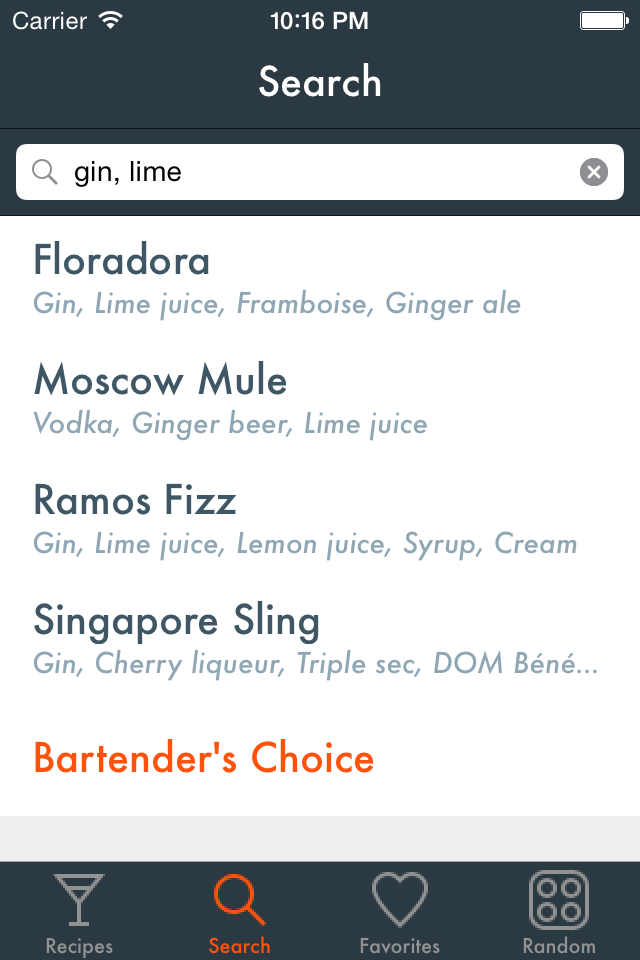 Carrier 10:16 PM
Search
gin, lime
Floradora
Gin, Lime juice, Framboise, Ginger ale
Moscow Mule
Vodka, Ginger beer, Lime juice
Ramos Fizz
Gin, Lime juice, Lemon juice, Syrup, Cream
Singapore Sling
Gin, Cherry liqueur, Triple sec, DOM Béné...
Bartender's Choice
Recipes Search Favorites Random